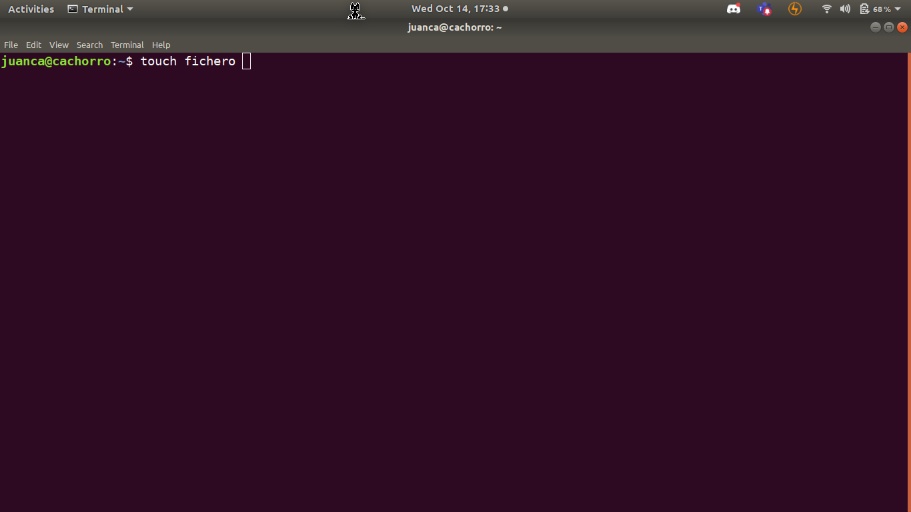 Activities Terminal Wed Oct 14, 17:33 68 %
juanca@cachorro: ~
File Edit View Search Terminal Help
juanca@cachorro:~$ touch fichero